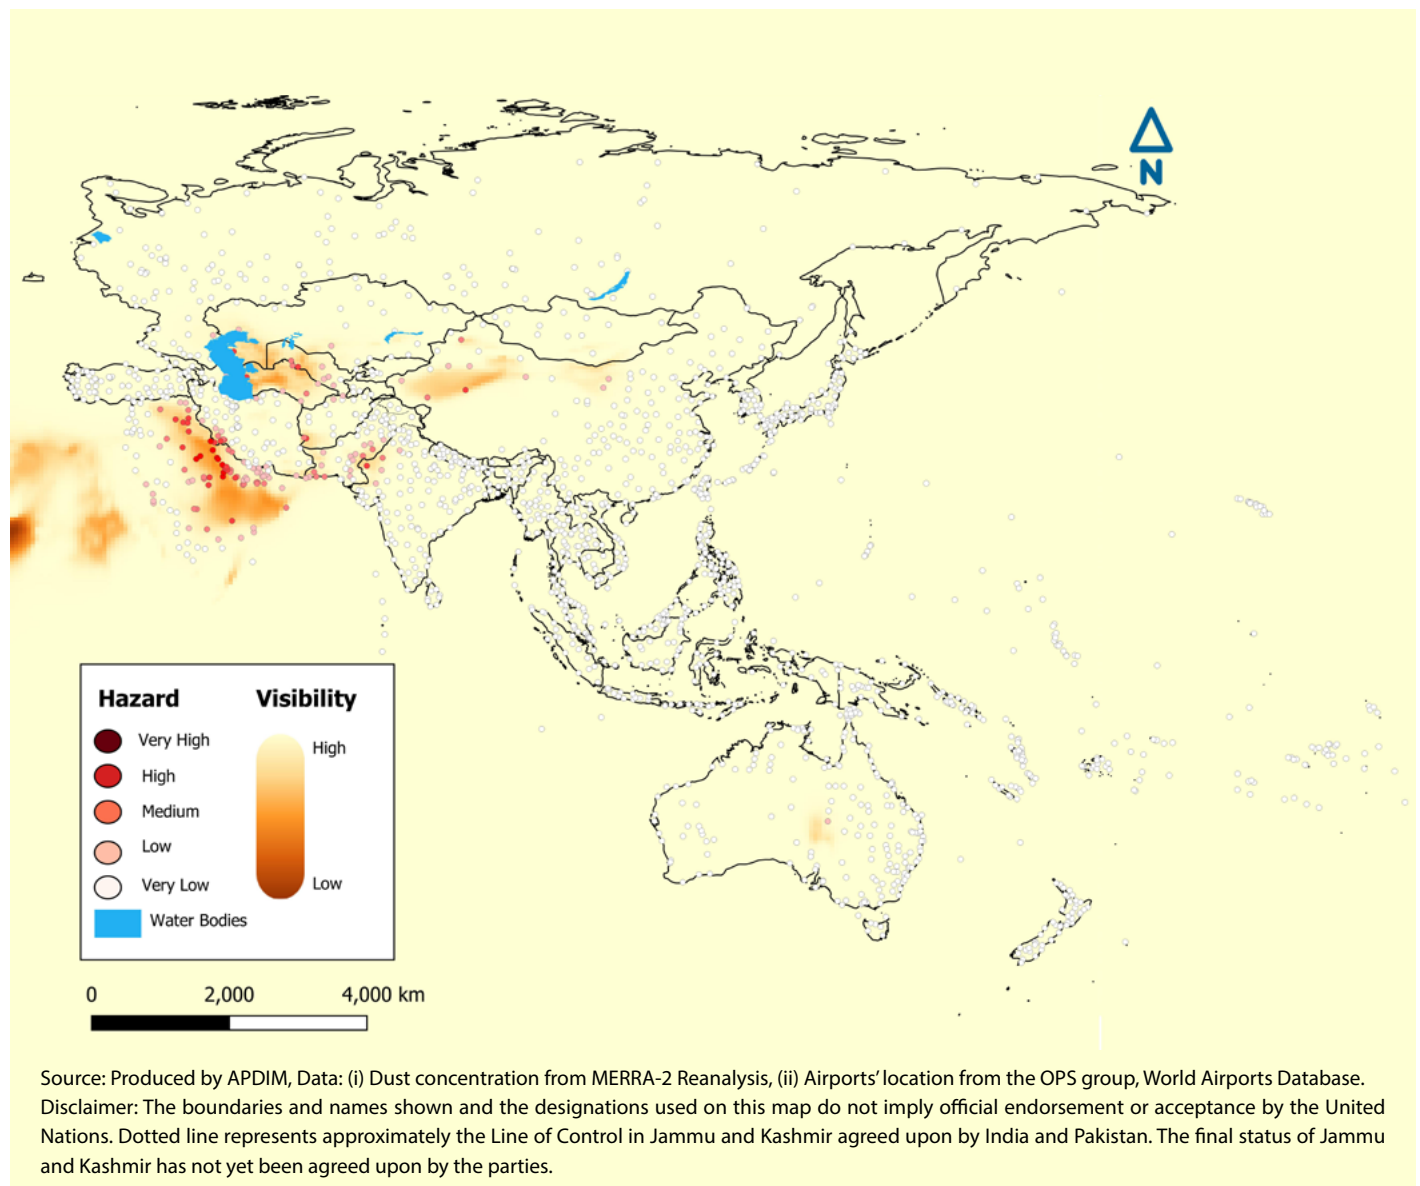 N
Hazard
Visibility
Very High
High
High
Medium
Low
Very Low
Low
Water Bodies
0 2,000 4,000 km
Source: Produced by APDIM, Data: (i) Dust concentration from MERRA-2 Reanalysis, (ii) Airports’ location from the OPS group, World Airports Database.
Disclaimer: The boundaries and names shown and the designations used on this map do not imply official endorsement or acceptance by the United
Nations. Dotted line represents approximately the Line of Control in Jammu and Kashmir agreed upon by India and Pakistan. The final status of Jammu
and Kashmir has not yet been agreed upon by the parties.